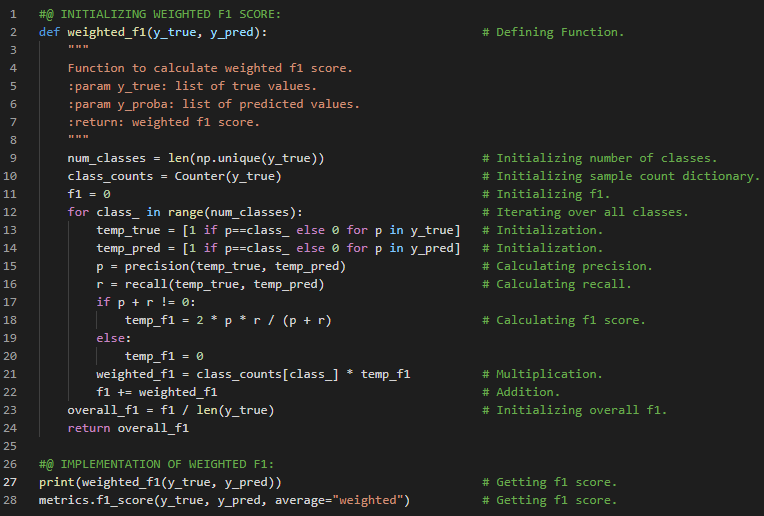 1 #@ INITIALIZING WEIGHTED F1 SCORE:
2 def weighted_f1(y_true, y_pred): # Defining Function.
3 """
4 Function to calculate weighted f1 score.
5 :param y_true: list of true values.
6 :param y_proba: list of predicted values.
7 :return: weighted f1 score.
8 """
9 num_classes = len(np.unique(y_true)) # Initializing number of classes.
10 class_counts = Counter(y_true) # Initializing sample count dictionary.
11 f1 = 0 # Initializing f1.
12 for class_ in range(num_classes): # Iterating over all classes.
13 temp_true = [1 if p==class_ else 0 for p in y_true] # Initialization.
14 temp_pred = [1 if p==class_ else 0 for p in y_pred] # Initialization.
15 p = precision(temp_true, temp_pred) # Calculating precision.
16 r = recall(temp_true, temp_pred) # Calculating recall.
17 if p + r != 0:
18 temp_f1 = 2 * p * r / (p + r) # Calculating f1 score.
19 else:
20 temp_f1 = 0
21 weighted_f1 = class_counts[class_] * temp_f1 # Multiplication.
22 f1 += weighted_f1 # Addition.
23 overall_f1 = f1 / len(y_true) # Initializing overall f1.
24 return overall_f1
25
26 #@ IMPLEMENTATION OF WEIGHTED F1:
27 print(weighted_f1(y_true, y_pred)) # Getting f1 score.
28 metrics.f1_score(y_true, y_pred, average="weighted") # Getting f1 score.